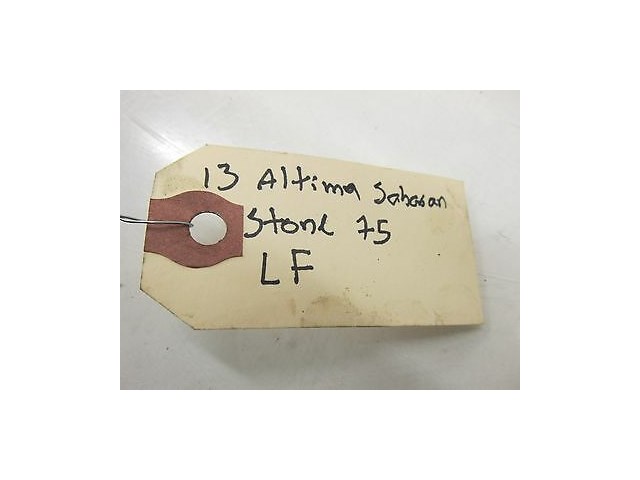 13 Altima Saharan
Stone 75
LF